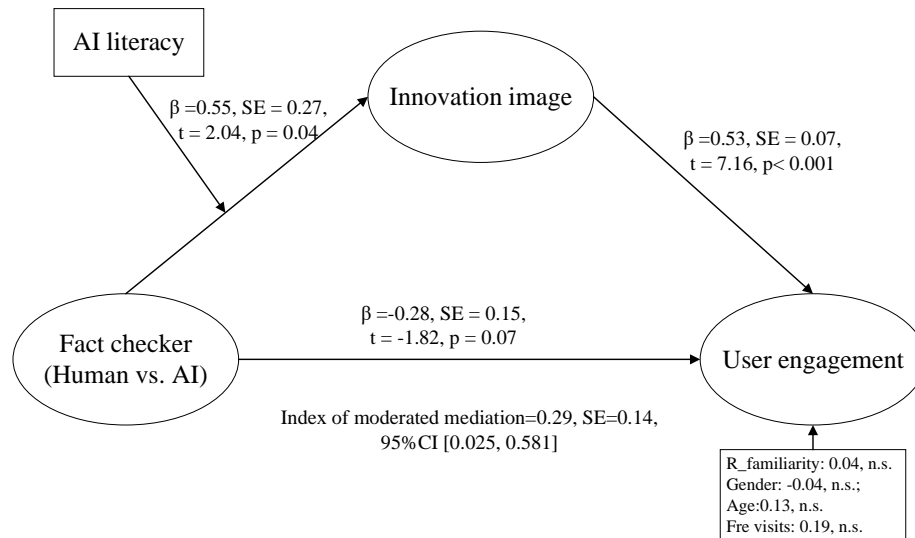 AI literacy
β =0.55, SE = 0.27,
t = 2.04, p = 0.04
Innovation image
β =0.53, SE = 0.07,
t = 7.16, p< 0.001
Fact checker
(Human vs. AI)
β =-0.28, SE = 0.15,
t = -1.82, p = 0.07
User engagement
Index of moderated mediation=0.29, SE=0.14,
95%CI [0.025, 0.581]
R_familiarity: 0.04, n.s.
Gender: -0.04, n.s.;
Age:0.13, n.s.
Fre visits: 0.19, n.s.